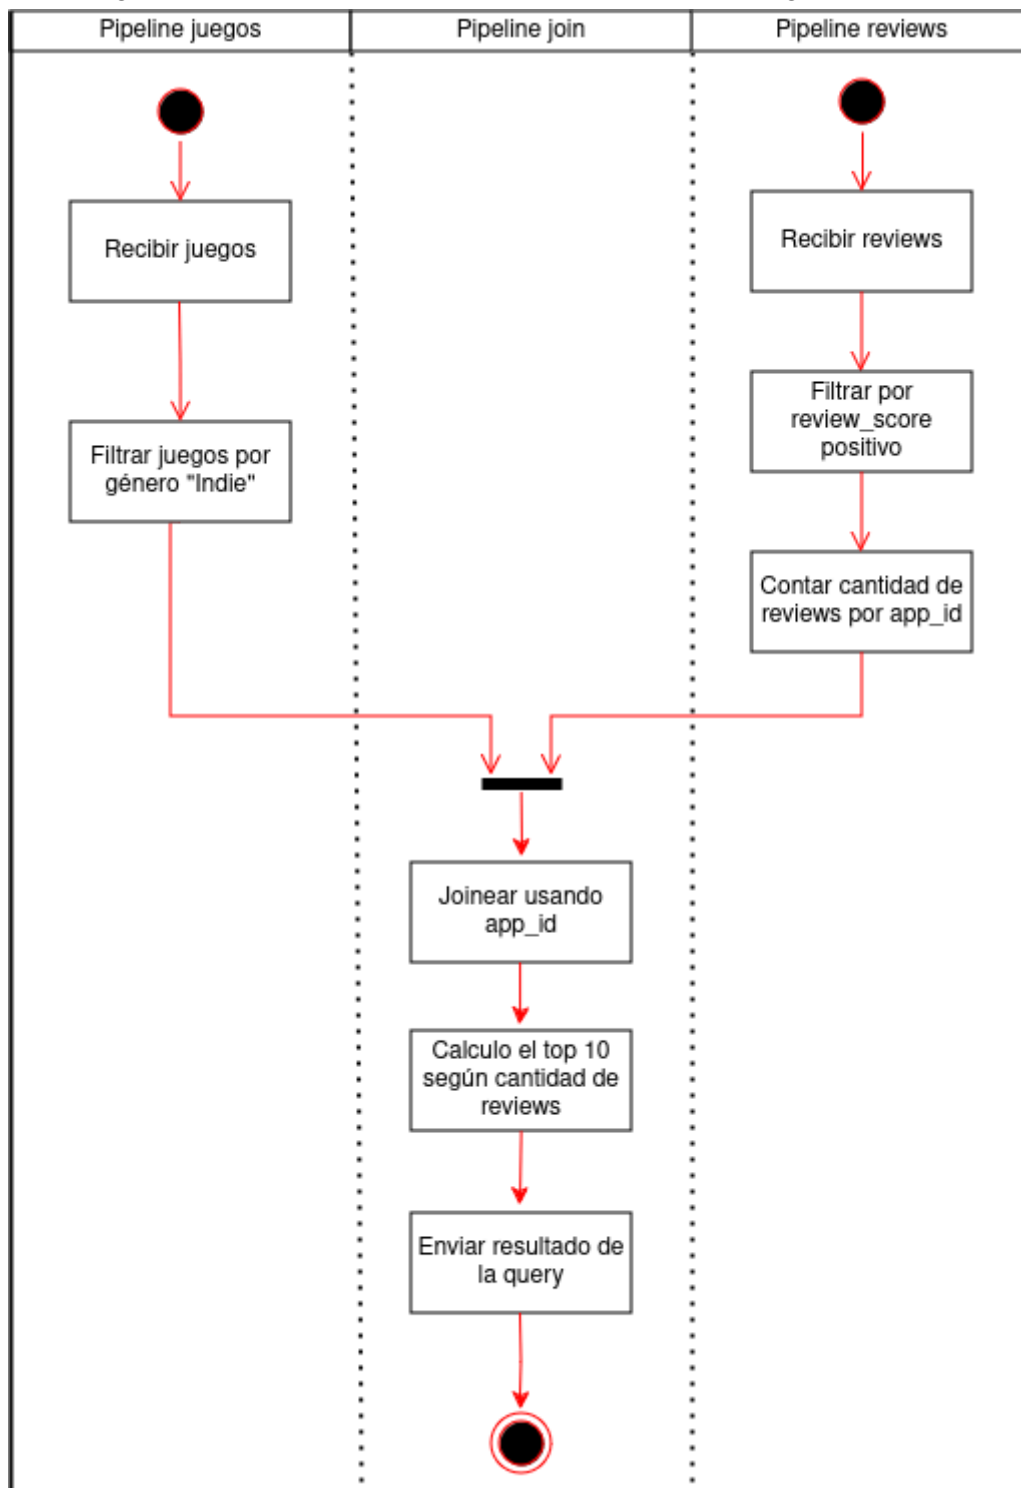 Pipeline juegos
Pipeline join
Pipeline reviews
Recibir juegos
Filtrar juegos por
género "Indie"
Recibir reviews
Filtrar por
review_score
positivo
Contar cantidad de
reviews por app_id
Joinear usando
app_id
Calculo el top 10
según cantidad de
reviews
Enviar resultado de
la query